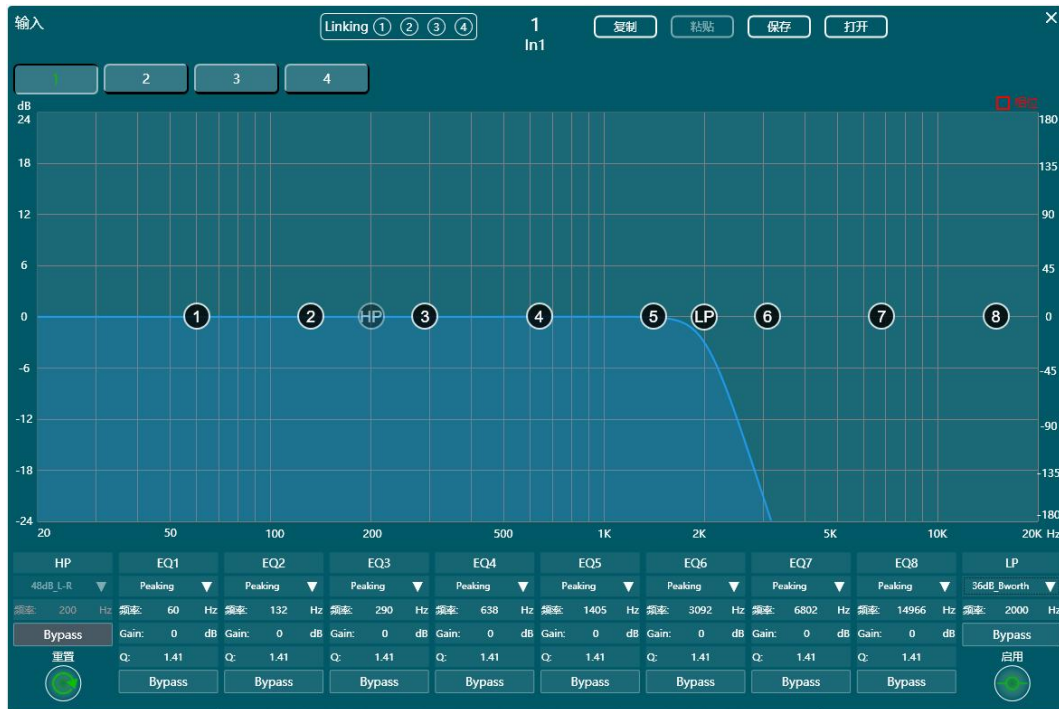 输入 Linking ① ② ③ ④ 1 复制 粘贴 保存 打开 ×
In1
1 2 3 4
dB 相位
24 180
18 135
12 90
6 45
0 1 2 HP 3 4 5 LP 6 7 8 0
-6 -45
-12 -90
-18 -135
-24 -180
20 50 100 200 500 1K 2K 5K 10K 20K Hz
HP EQ1 EQ2 EQ3 EQ4 EQ5 EQ6 EQ7 EQ8 LP
48dB_L-R Peaking Peaking Peaking Peaking Peaking Peaking Peaking Peaking 36dB_Bworth
频率: 200 Hz 频率: 60 Hz 频率: 132 Hz 频率: 290 Hz 频率: 638 Hz 频率: 1405 Hz 频率: 3092 Hz 频率: 6802 Hz 频率: 14966 Hz 频率: 2000 Hz
Bypass Gain: 0 dB Gain: 0 dB Gain: 0 dB Gain: 0 dB Gain: 0 dB Gain: 0 dB Gain: 0 dB Gain: 0 dB Bypass
重置 Q: 1.41 Q: 1.41 Q: 1.41 Q: 1.41 Q: 1.41 Q: 1.41 Q: 1.41 Q: 1.41 启用
Bypass Bypass Bypass Bypass Bypass Bypass Bypass Bypass